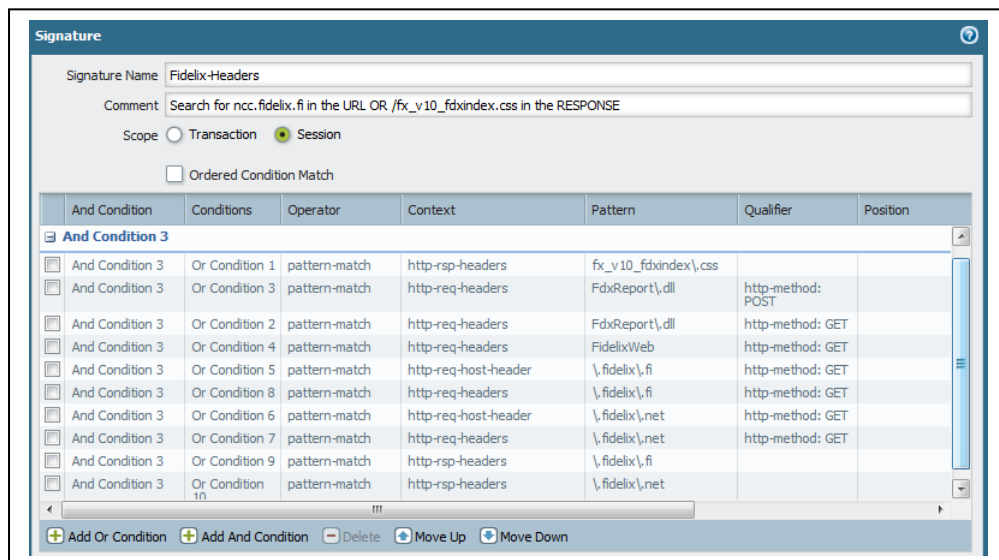 Signature
Signature Name Fidelix-Headers
Comment Search for ncc.fidelix.fi in the URL OR /fx_v10_fdxindex.css in the RESPONSE
Scope Transaction Session
Ordered Condition Match
And Condition Conditions Operator Context Pattern Qualifier Position
And Condition 3
And Condition 3 Or Condition 1 pattern-match http-rsp-headers fx_v10_fdxindex\.css
And Condition 3 Or Condition 3 pattern-match http-req-headers FdxReport\.dll http-method: POST
And Condition 3 Or Condition 2 pattern-match http-req-headers FdxReport\.dll http-method: GET
And Condition 3 Or Condition 4 pattern-match http-req-headers FidelixWeb http-method: GET
And Condition 3 Or Condition 5 pattern-match http-req-host-header \.fidelix\.fi http-method: GET
And Condition 3 Or Condition 8 pattern-match http-req-headers \.fidelix\.fi http-method: GET
And Condition 3 Or Condition 6 pattern-match http-req-host-header \.fidelix\.net http-method: GET
And Condition 3 Or Condition 7 pattern-match http-req-headers \.fidelix\.net http-method: GET
And Condition 3 Or Condition 9 pattern-match http-rsp-headers \.fidelix\.fi
And Condition 3 Or Condition 10 pattern-match http-rsp-headers \.fidelix\.net
Add Or Condition Add And Condition Delete Move Up Move Down